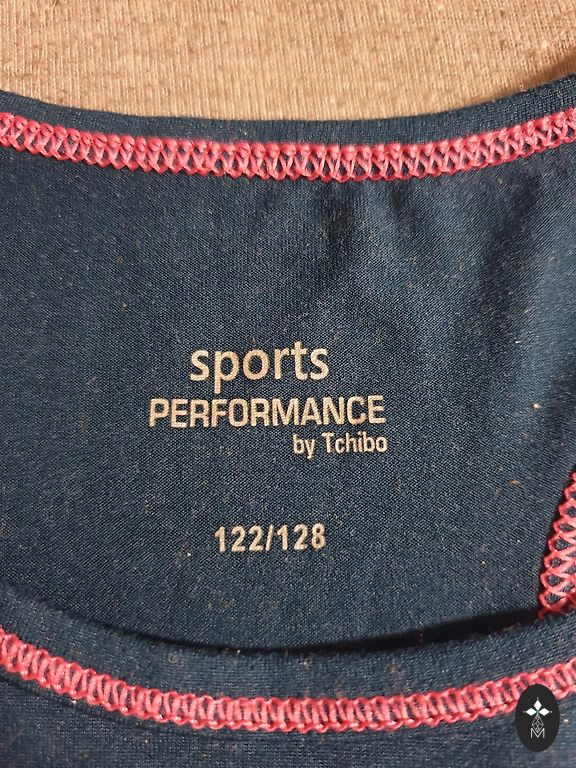 sports
PERFORMANCE
by Tchibo
122/128
M